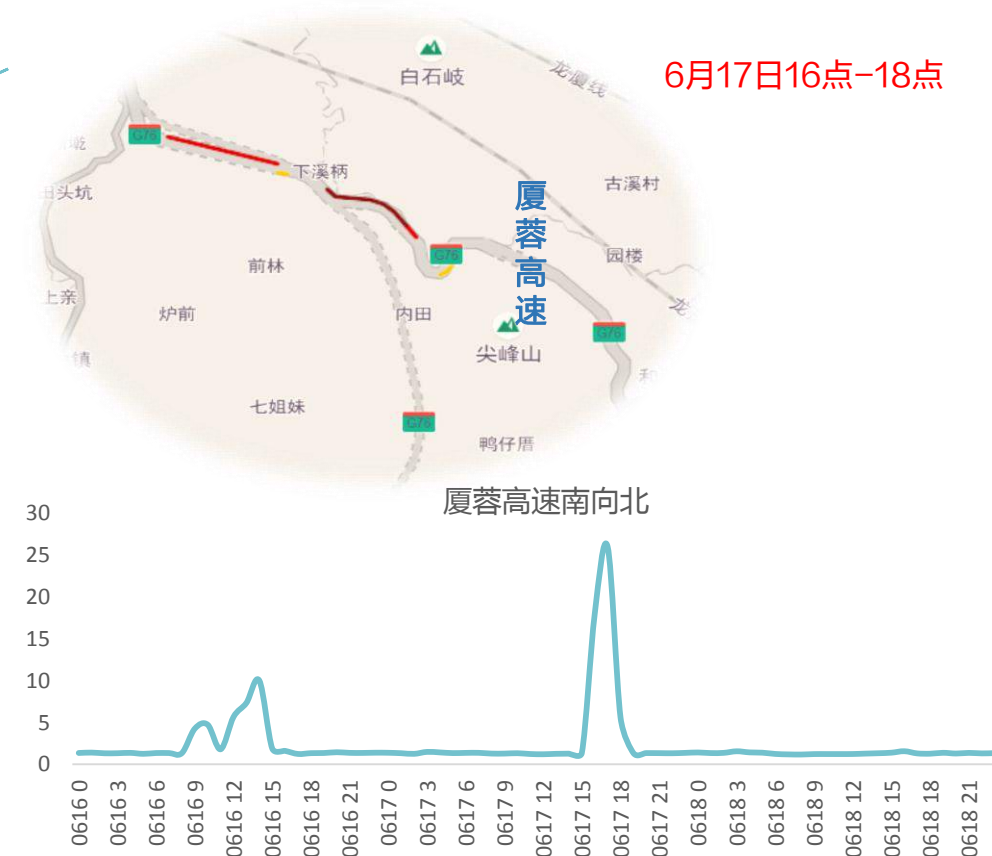 白石岐
龙厦线
6月17日16点-18点
G76
下溪柄
田头坑
古溪村
厦蓉高速
G76
园楼
前林
上亲
炉前
内田
龙
G76
尖峰山
镇
和
七姐妹
G76
鸭仔厝
厦蓉高速南向北
30
25
20
15
10
5
0
0616 0
0616 3
0616 6
0616 9
0616 12
0616 15
0616 18
0616 21
0617 0
0617 3
0617 6
0617 9
0617 12
0617 15
0617 18
0617 21
0618 0
0618 3
0618 6
0618 9
0618 12
0618 15
0618 18
0618 21